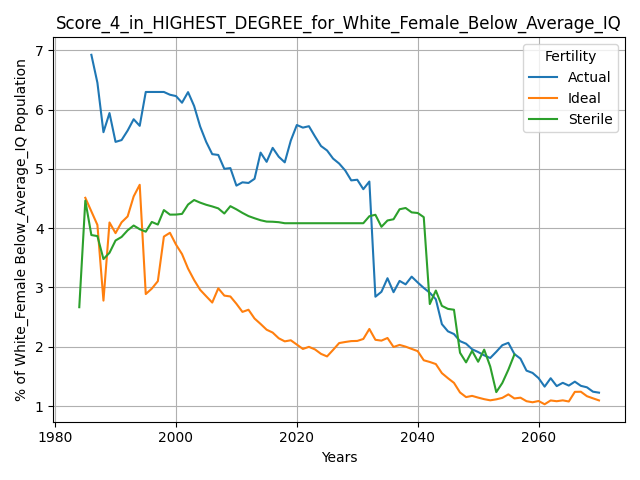 Score_4_in_HIGHEST_DEGREE_for_White_Female_Below_Average_IQ
% of White_Female Below_Average_IQ Population
7
6
5
4
3
2
1
Fertility
Actual
Ideal
Sterile
1980
2000
2020
2040
2060
Years